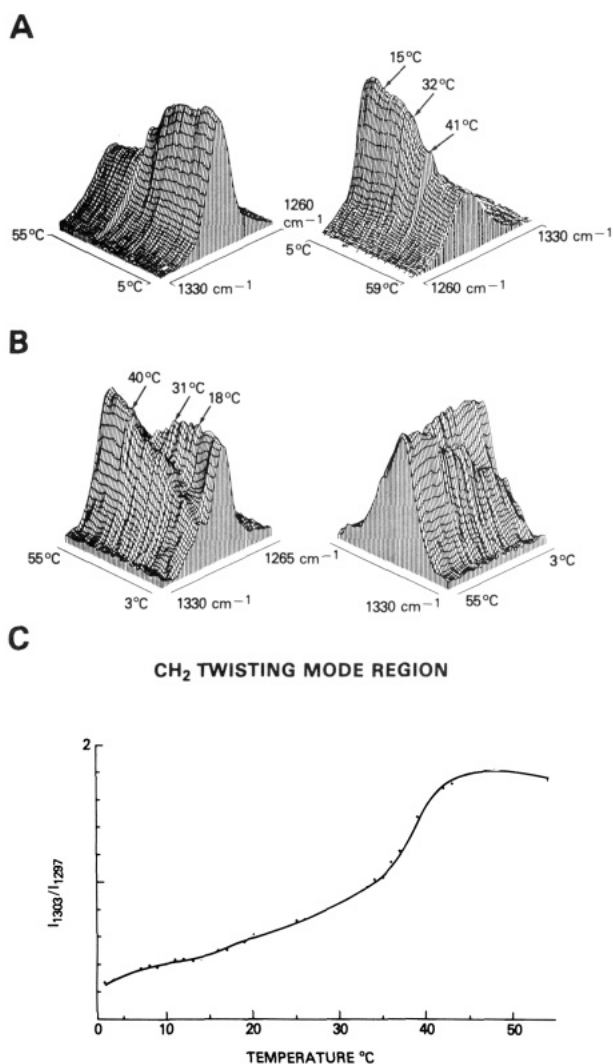 A
15°C
32°C
41°C
1260
cm⁻¹
55°C
5°C
1330 cm⁻¹
5°C
59°C
1260 cm⁻¹
1330 cm⁻¹
B
40°C
31°C
18°C
55°C
3°C
1330 cm⁻¹
1265 cm⁻¹
1330 cm⁻¹
55°C
3°C
C
CH₂ TWISTING MODE REGION
2
I₁₃₀₃/I₁₂₉₇
0 10 20 30 40 50
TEMPERATURE °C